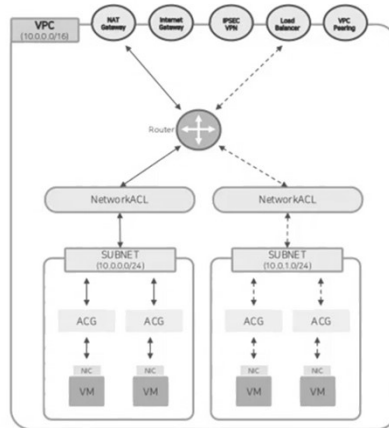 VPC
(10.0.0.0/16)
NAT
Gateway
Internet
Gateway
IPSEC
VPN
Load
Balancer
VPC
Peering
Router
NetworkACL
NetworkACL
SUBNET
(10.0.0.0/24)
SUBNET
(10.0.1.0/24)
ACG
ACG
ACG
ACG
NIC
NIC
NIC
NIC
VM
VM
VM
VM